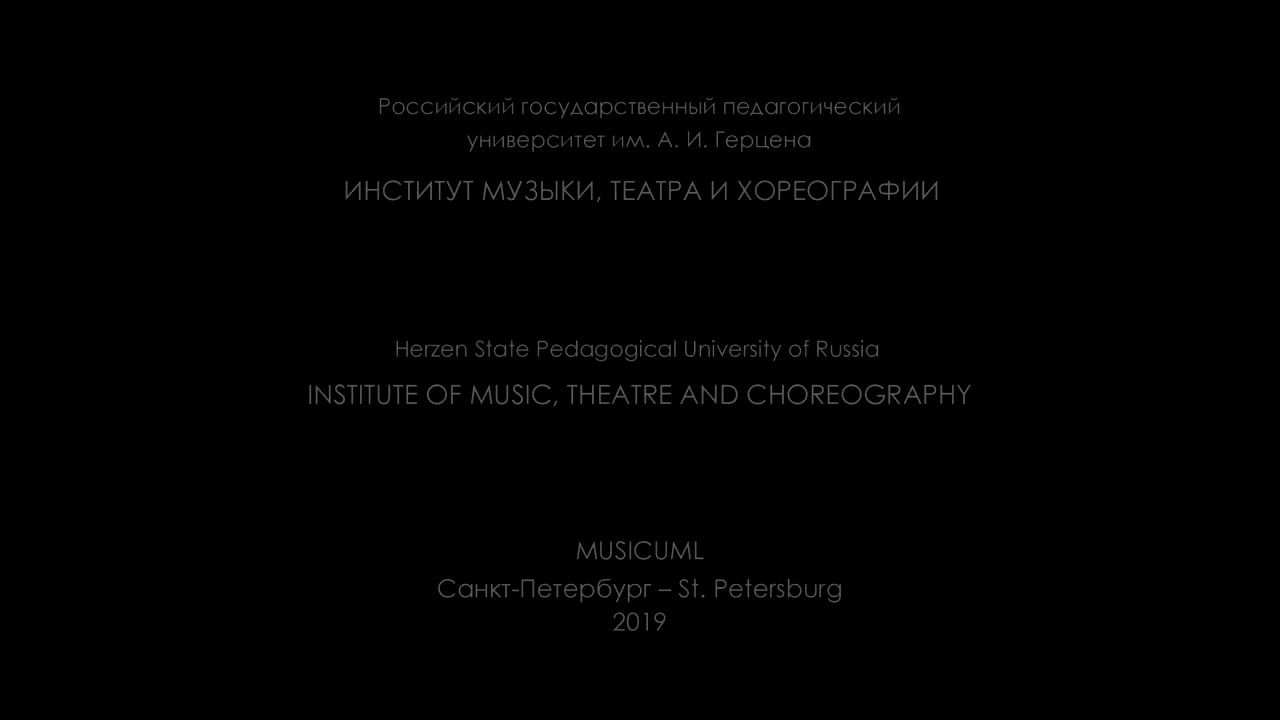 Российский государственный педагогический
университет им. А. И. Герцена
ИНСТИТУТ МУЗЫКИ, ТЕАТРА И ХОРЕОГРАФИИ
Herzen State Pedagogical University of Russia
INSTITUTE OF MUSIC, THEATRE AND CHOREOGRAPHY
MUSICUML
Санкт-Петербург – St. Petersburg
2019